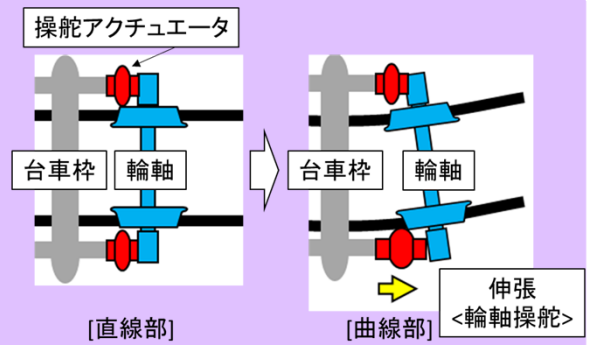 操舵アクチュエータ
台車枠
輪軸
台車枠
輪軸
伸張
<輪軸操舵>
[直線部]
[曲線部]